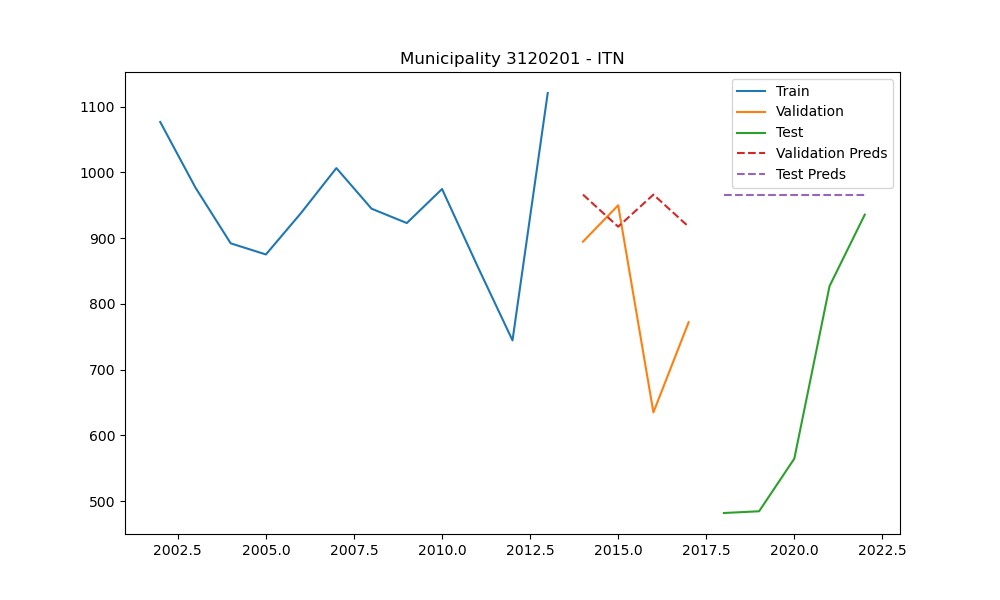 Municipality 3120201 - ITN
Train
Validation
Test
Validation Preds
Test Preds
1100
1000
900
800
700
600
500
2002.5 2005.0 2007.5 2010.0 2012.5 2015.0 2017.5 2020.0 2022.5